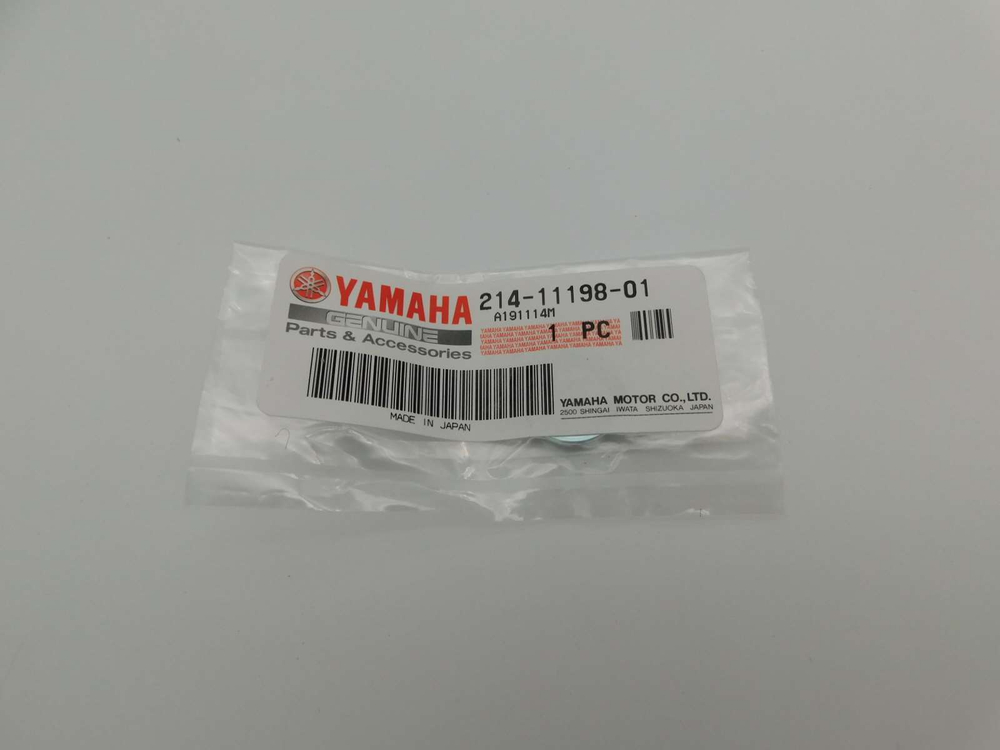 YAMAHA
GENUINE
Parts & Accessories
214-11198-01
A191114M
1 PC
MADE IN JAPAN
YAMAHA MOTOR CO.,LTD.
2500 SHINGAI IWATA SHIZUOKA JAPAN